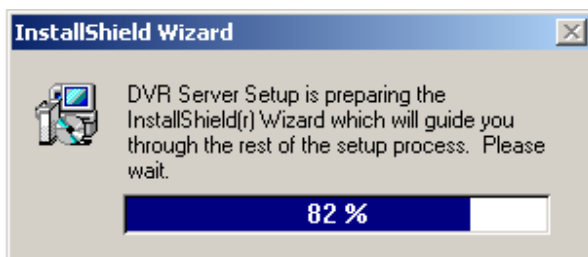 InstallShield Wizard
DVR Server Setup is preparing the
InstallShield(r) Wizard which will guide you
through the rest of the setup process.  Please
wait.
82 %